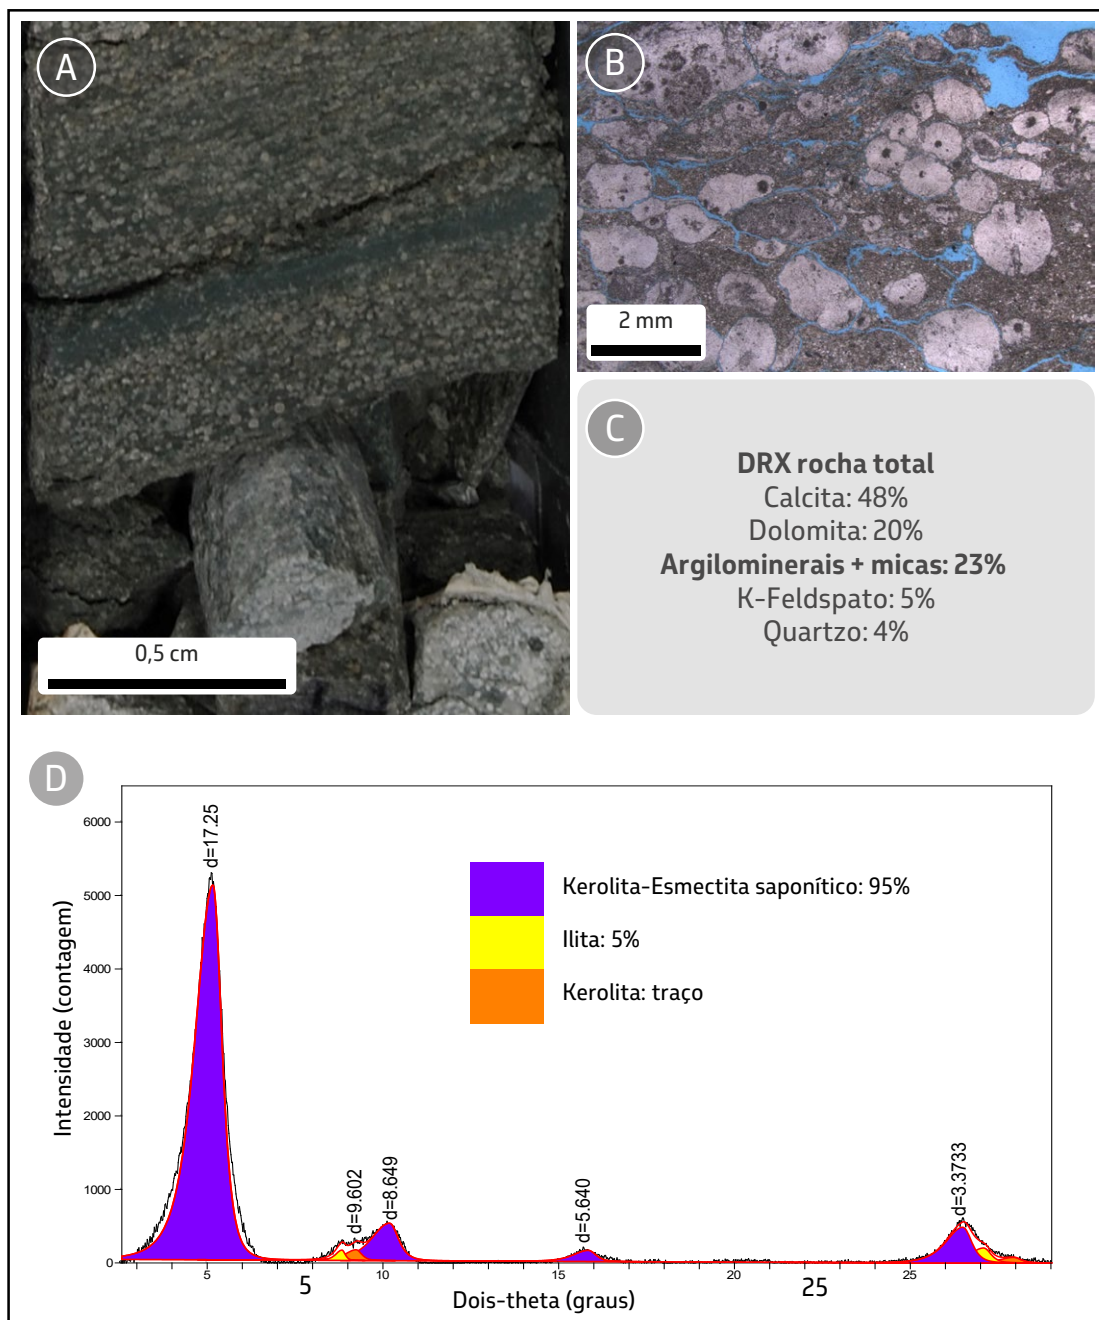 A
B
2 mm
C
DRX rocha total
Calcita: 48%
Dolomita: 20%
Argilominerais + micas: 23%
K-Feldspato: 5%
Quartzo: 4%
0,5 cm
D
Intensidade (contagem)
6000
5000
4000
3000
2000
1000
0
d=17.25
d=9.602
d=8.649
d=5.640
d=3.3733
Kerolita-Esmectita saponítico: 95%
Ilita: 5%
Kerolita: traço
5
10
15
20
25
5
25
Dois-theta (graus)